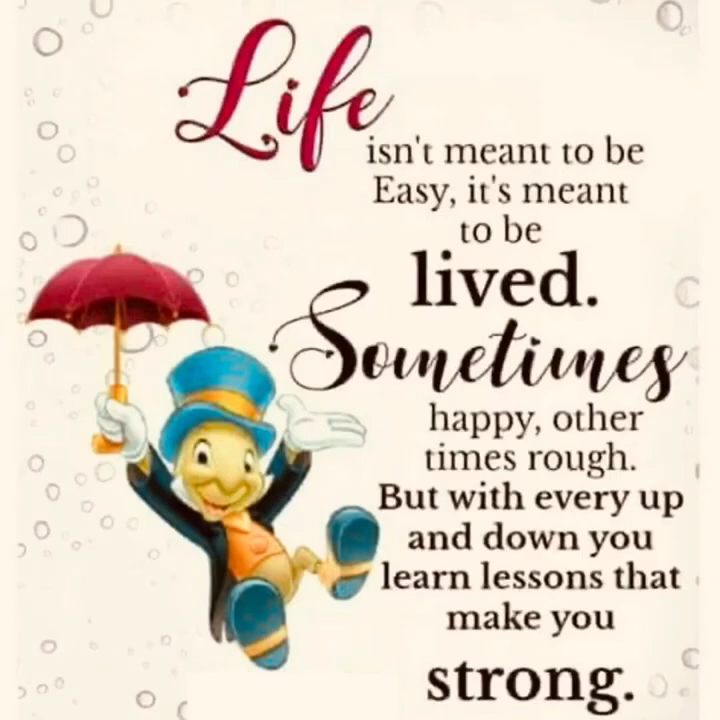 Life
isn't meant to be
Easy, it's meant
to be
lived.
Sometimes
happy, other
times rough.
But with every up
and down you
learn lessons that
make you
strong.